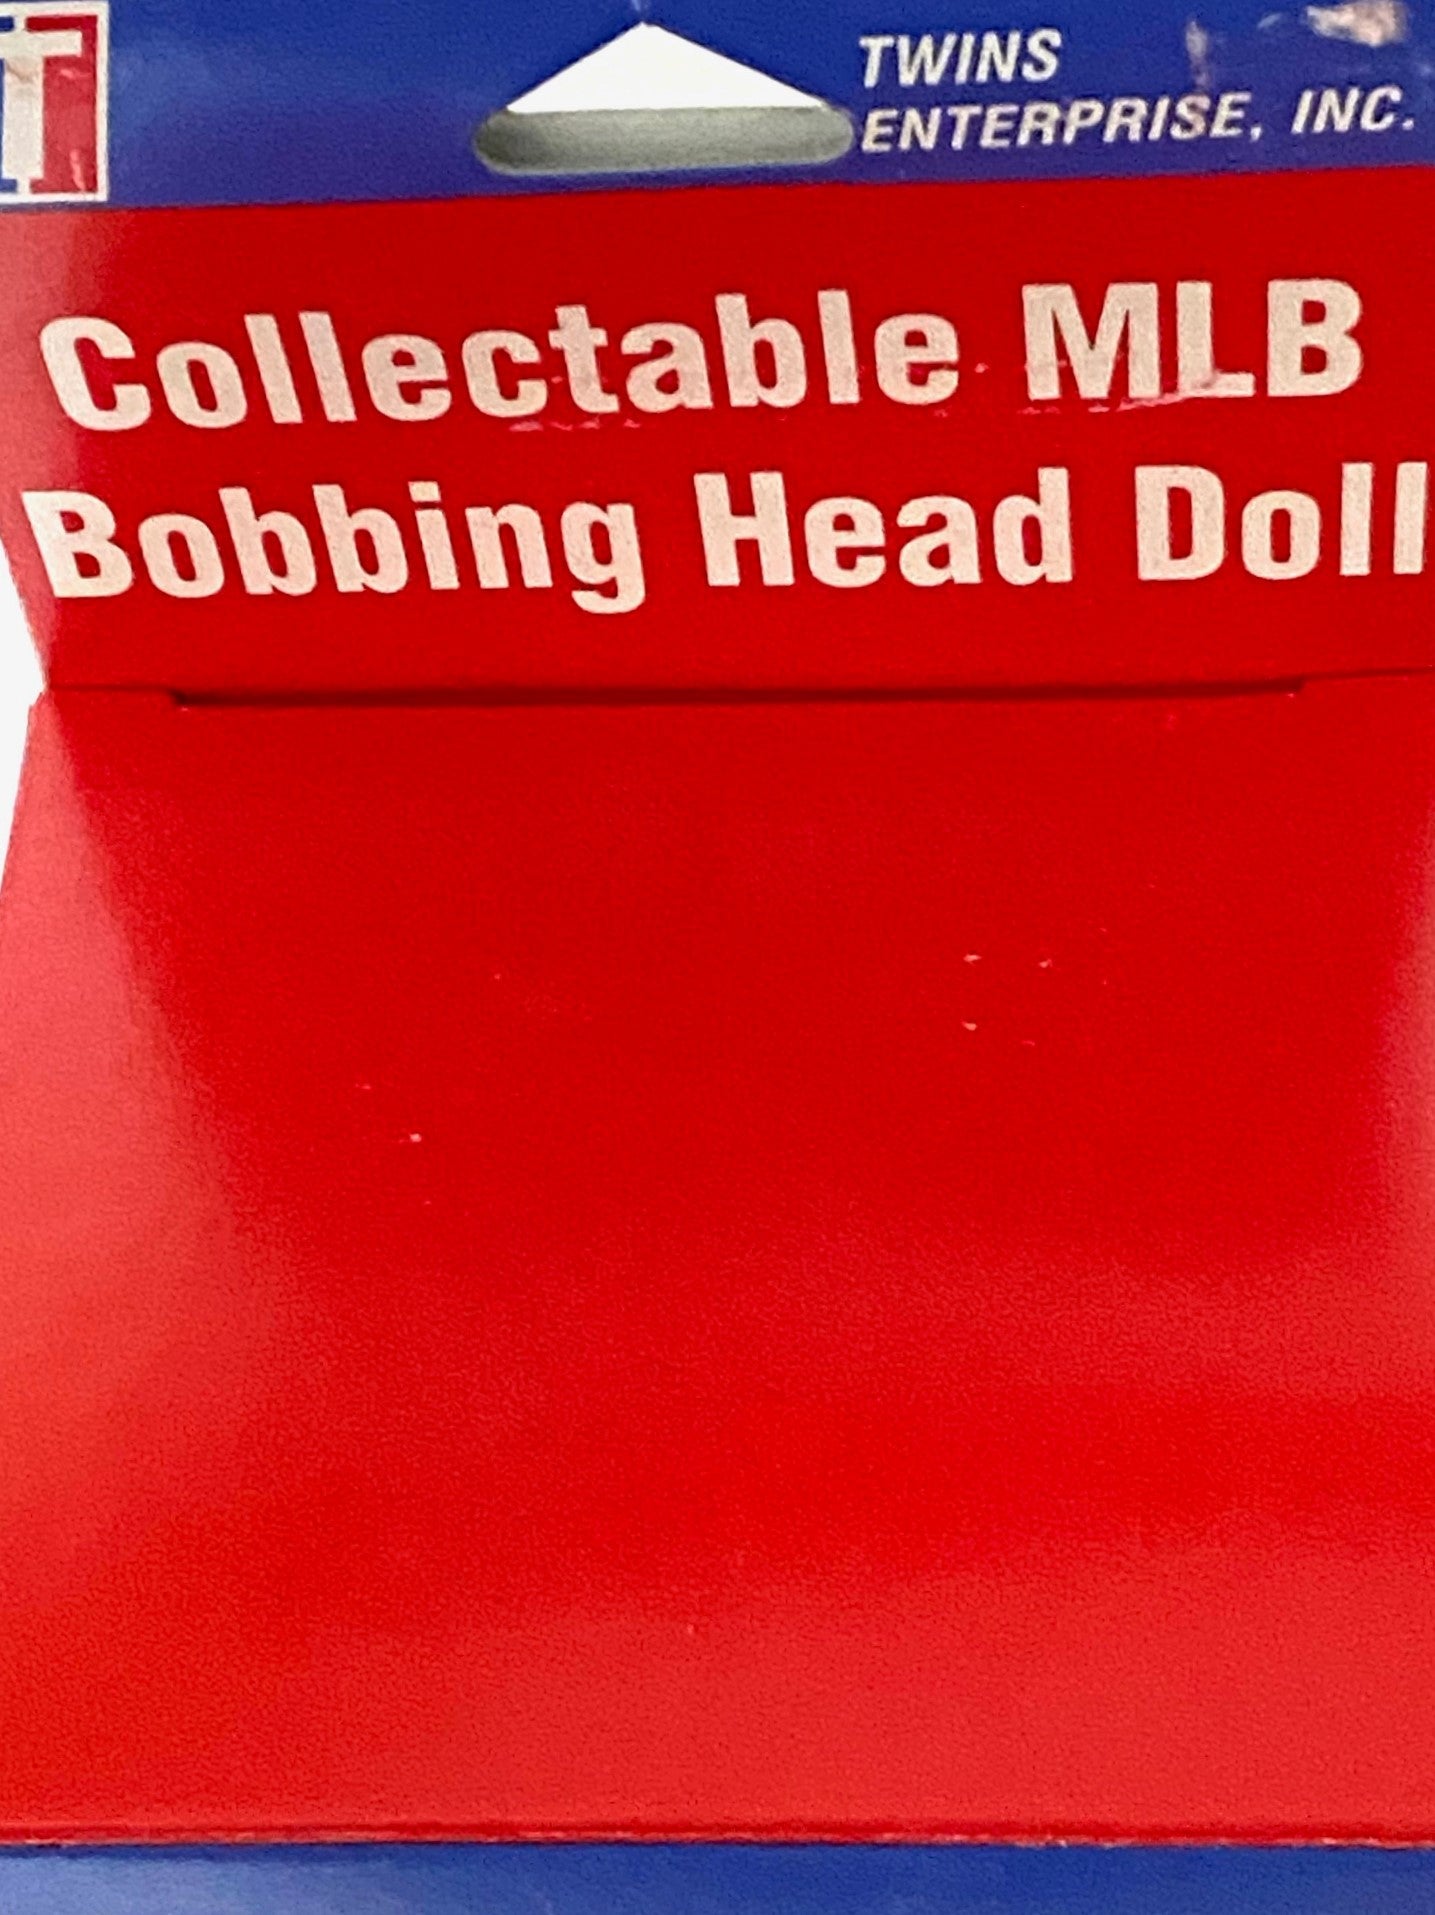 T
TWINS
ENTERPRISE, INC.
Collectable MLB
Bobbing Head Doll